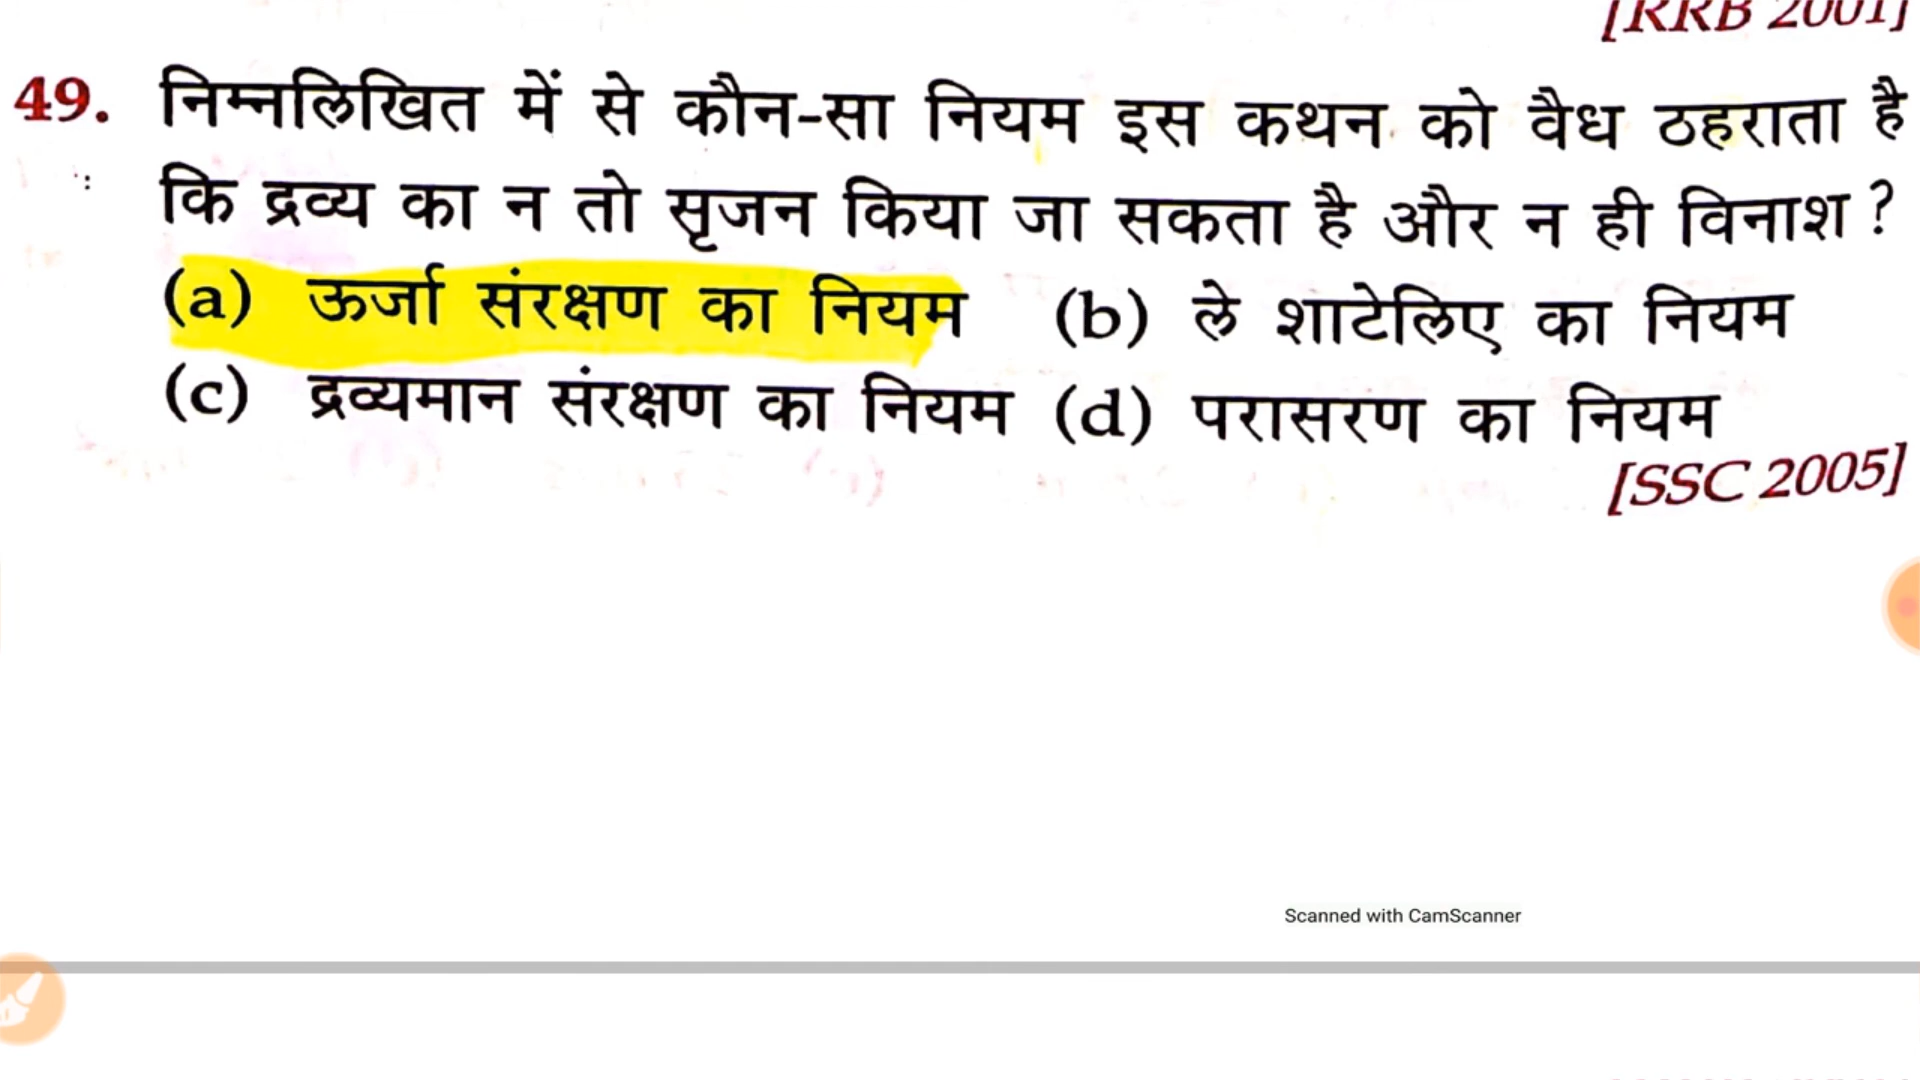 [RRB 2001]
49. निम्नलिखित में से कौन-सा नियम इस कथन को वैध ठहराता है
कि द्रव्य का न तो सृजन किया जा सकता है और न ही विनाश ?
(a) ऊर्जा संरक्षण का नियम (b) ले शाटेलिए का नियम
(c) द्रव्यमान संरक्षण का नियम (d) परासरण का नियम
[SSC 2005]
Scanned with CamScanner